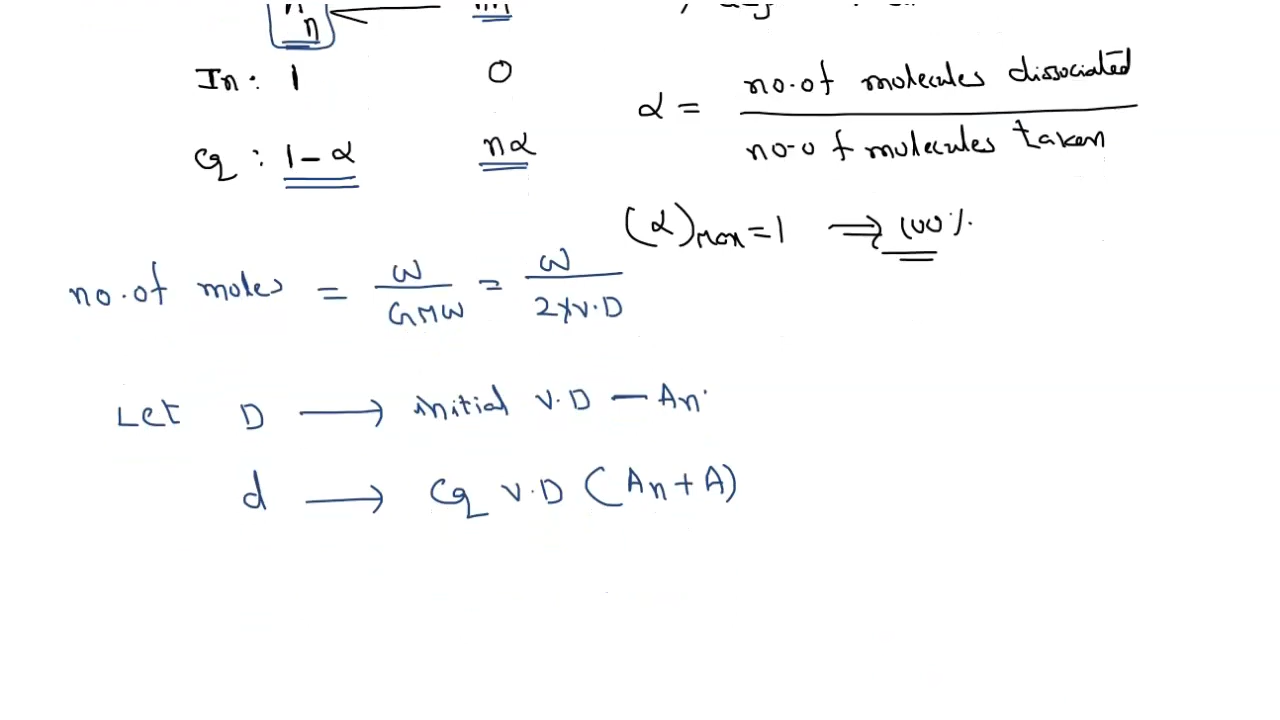 n
In : 1 0
α = no. of molecules dissociated / no. of molecules taken
Eq : 1 - α nα
(α)max = 1 ⟹ 100%
no. of moles = W / GMW = W / 2×V.D
Let D ⟶ initial V.D — An
d ⟶ Eq V.D (An + A)